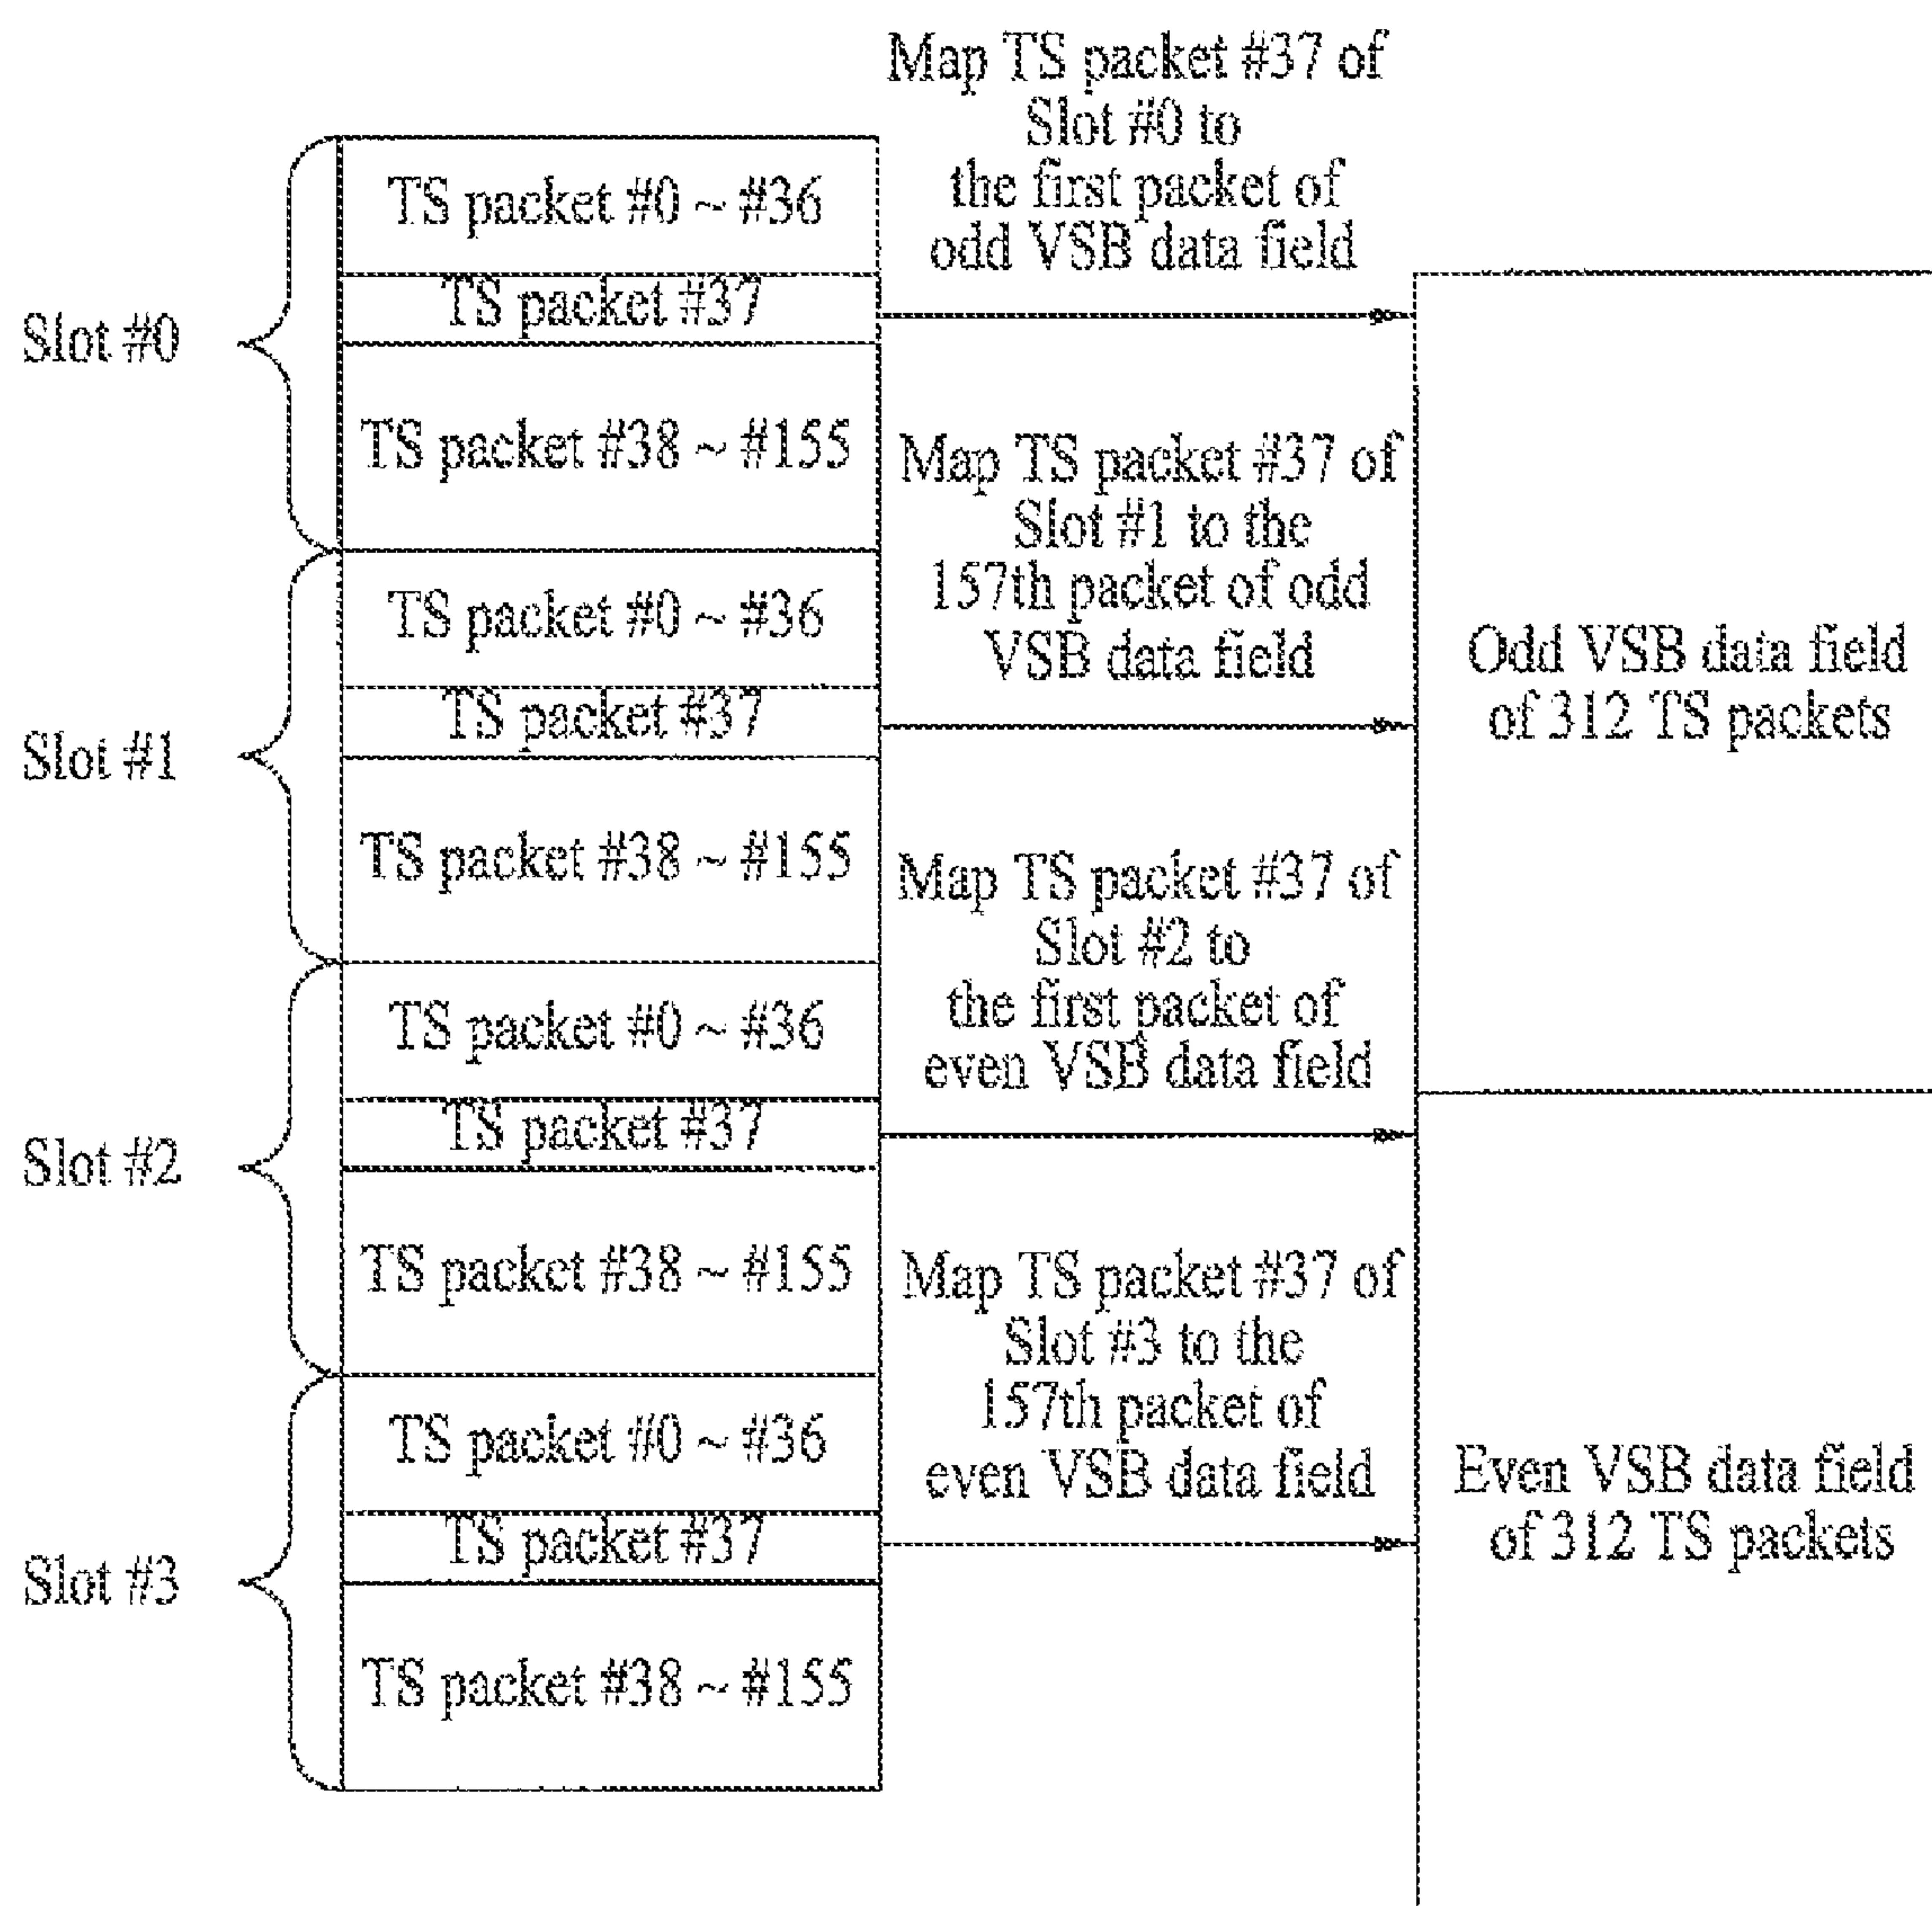 Map TS packet #37 of
Slot #0 to
the first packet of
odd VSB data field
Slot #0
TS packet #0 ~ #36
TS packet #37
TS packet #38 ~ #155
Map TS packet #37 of
Slot #1 to the
157th packet of odd
VSB data field
Slot #1
TS packet #0 ~ #36
TS packet #37
TS packet #38 ~ #155
Odd VSB data field
of 312 TS packets
Map TS packet #37 of
Slot #2 to
the first packet of
even VSB data field
Slot #2
TS packet #0 ~ #36
TS packet #37
TS packet #38 ~ #155
Map TS packet #37 of
Slot #3 to the
157th packet of
even VSB data field
Slot #3
TS packet #0 ~ #36
TS packet #37
TS packet #38 ~ #155
Even VSB data field
of 312 TS packets